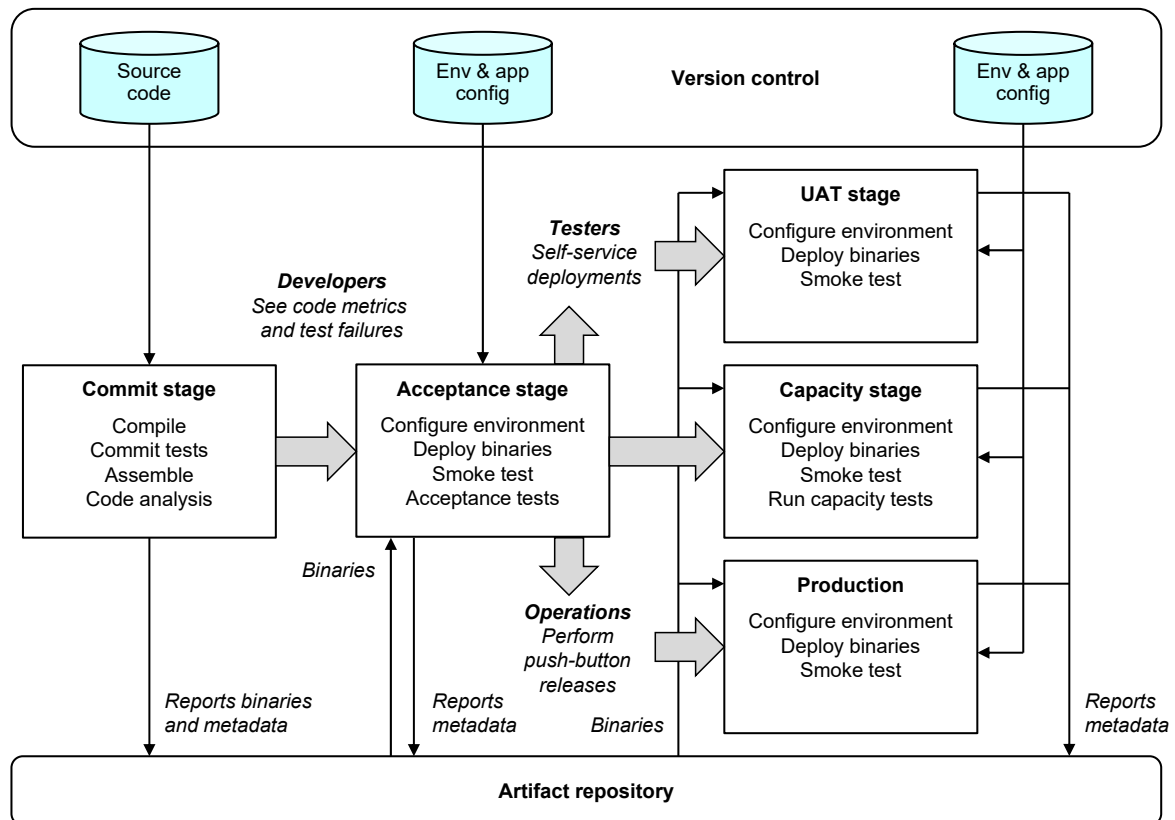 Source
code
Env & app
config
Version control
Env & app
config
Developers
See code metrics
and test failures
Testers
Self-service
deployments
UAT stage
Configure environment
Deploy binaries
Smoke test
Commit stage
Compile
Commit tests
Assemble
Code analysis
Acceptance stage
Configure environment
Deploy binaries
Smoke test
Acceptance tests
Capacity stage
Configure environment
Deploy binaries
Smoke test
Run capacity tests
Binaries
Operations
Perform
push-button
releases
Production
Configure environment
Deploy binaries
Smoke test
Reports binaries
and metadata
Reports
metadata
Binaries
Reports
metadata
Artifact repository